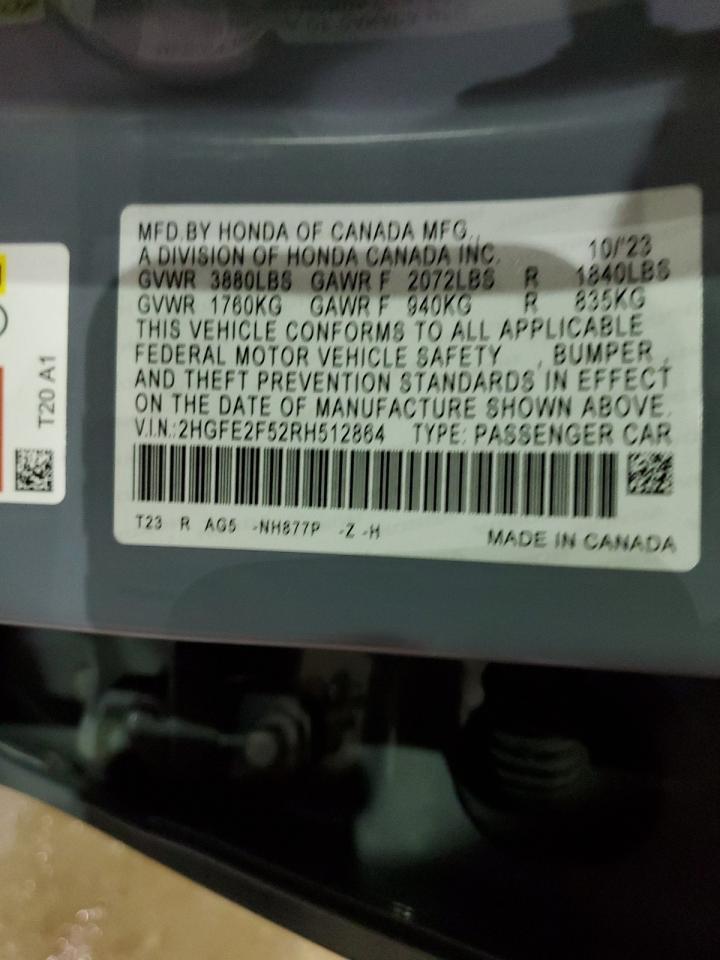 MFD.BY HONDA OF CANADA MFG.,
A DIVISION OF HONDA CANADA INC. 10/'23
GVWR 3880LBS GAWR F 2072LBS R 1840LBS
GVWR 1760KG GAWR F 940KG R 835KG
THIS VEHICLE CONFORMS TO ALL APPLICABLE
FEDERAL MOTOR VEHICLE SAFETY , BUMPER ,
AND THEFT PREVENTION STANDARDS IN EFFECT
ON THE DATE OF MANUFACTURE SHOWN ABOVE.
V.I.N.:2HGFE2F52RH512864 TYPE: PASSENGER CAR
T23 R AG5 -NH877P -Z -H MADE IN CANADA
T20 A1